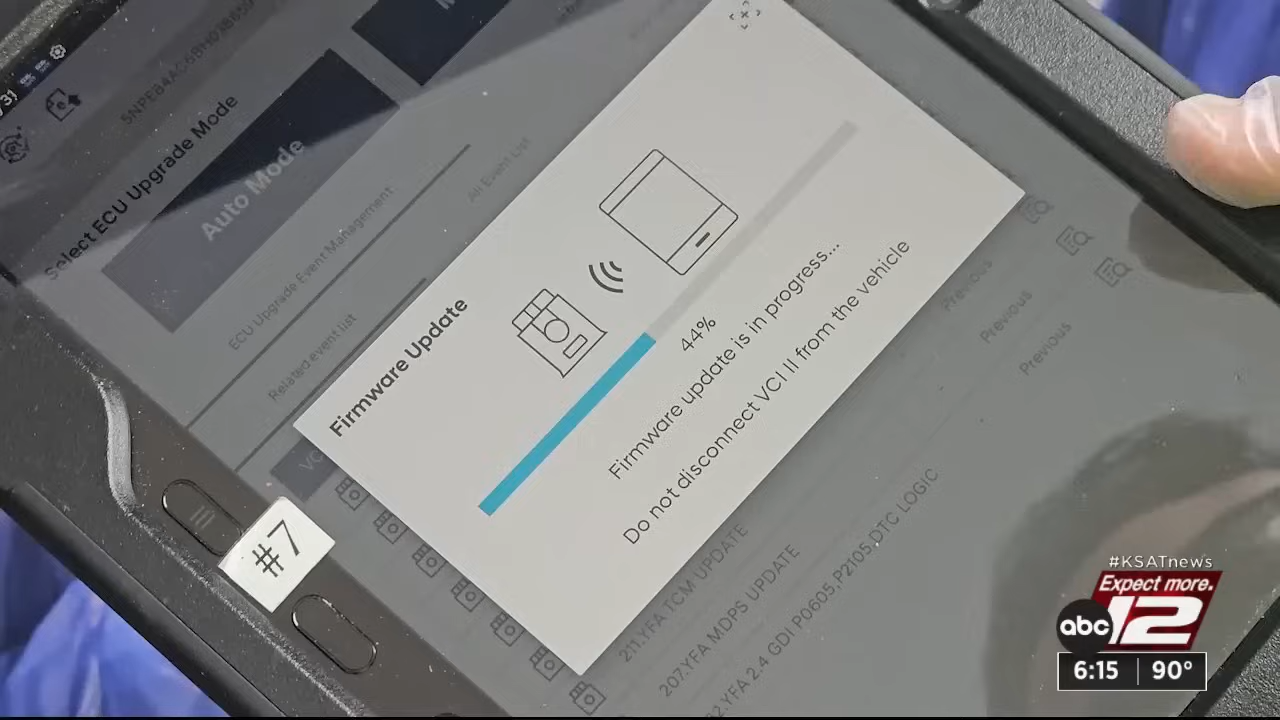 Select ECU Upgrade Mode
Auto Mode
ECU Upgrade Event Management
All Event List
Related event list
Firmware Update
44%
Firmware update is in progress...
Do not disconnect VCI II from the vehicle
Previous
Previous
Previous
211.YFA TCM UPDATE
207.YFA MDPS UPDATE
YFA 2.4 GDI P0605,P2105,DTC LOGIC
#7
#KSATnews
Expect more.
abc 12
6:15 90°